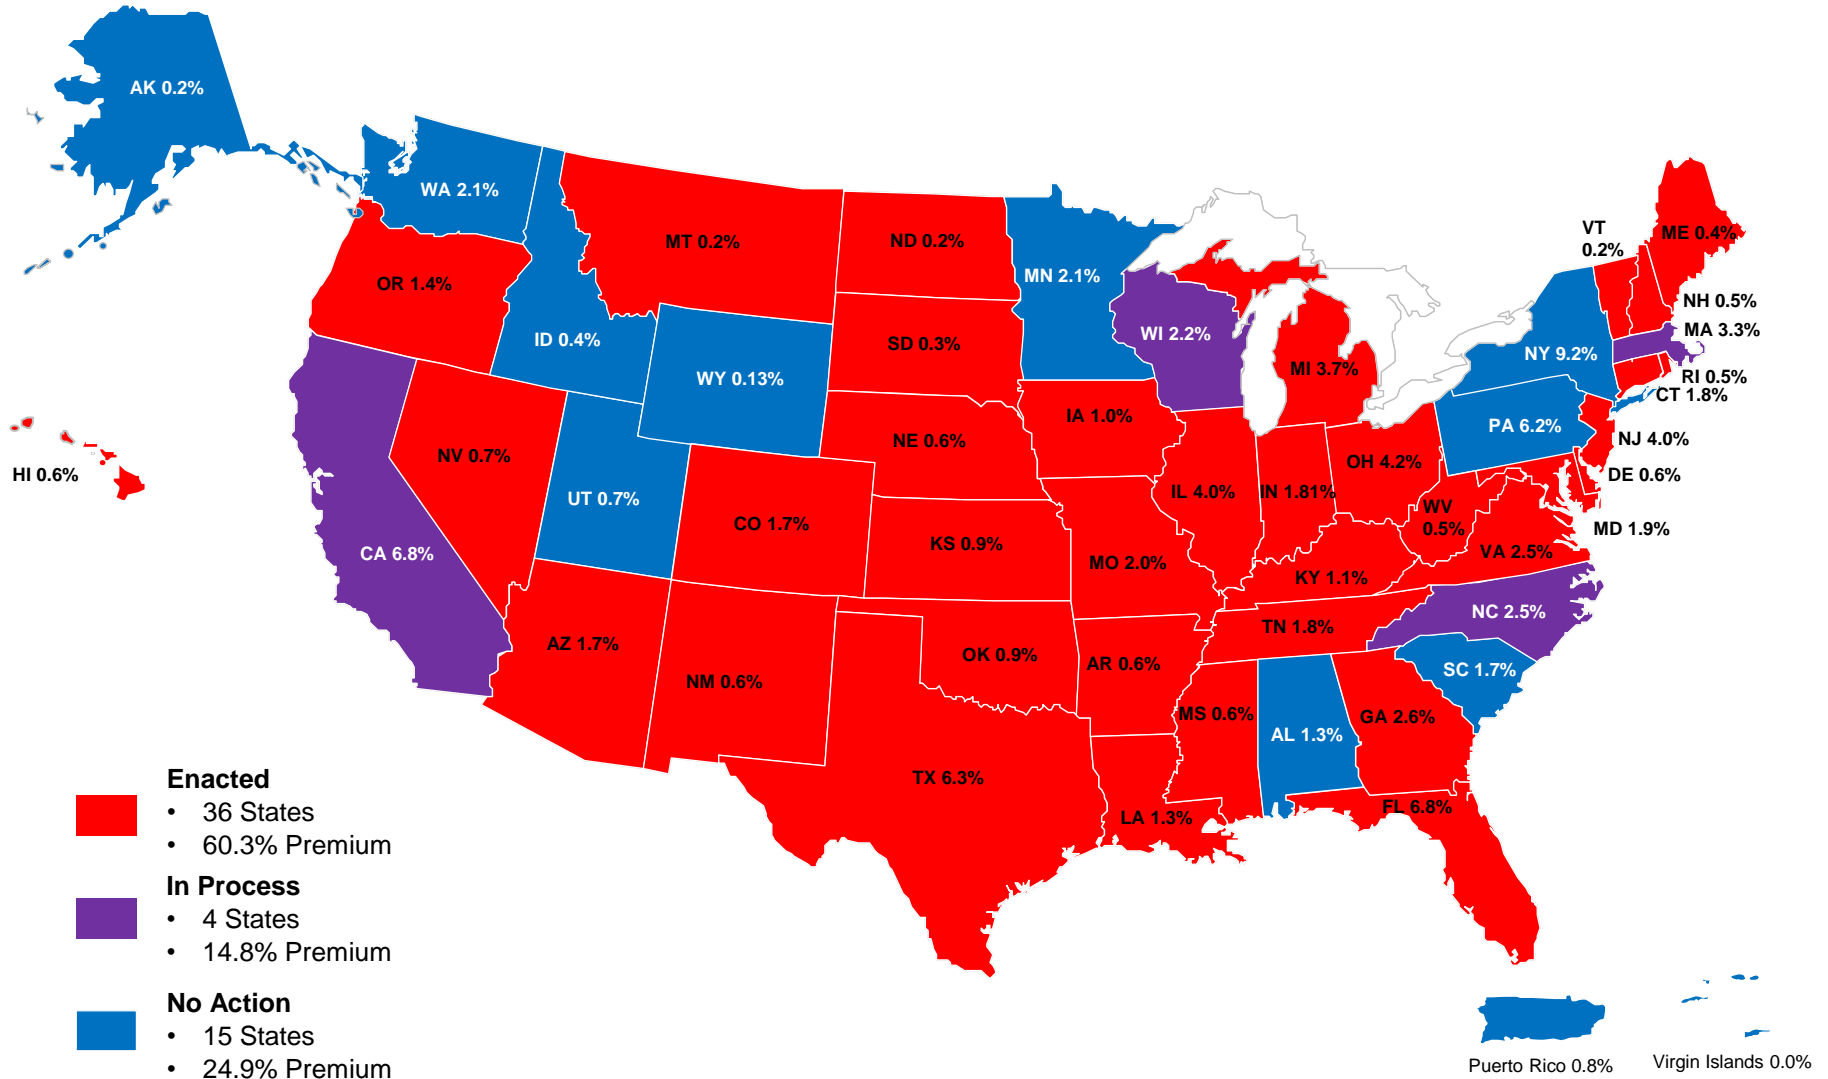 AK 0.2%
WA 2.1%
MT 0.2%
ND 0.2%
MN 2.1%
VT
0.2%
ME 0.4%
OR 1.4%
ID 0.4%
WY 0.13%
SD 0.3%
WI 2.2%
MI 3.7%
NY 9.2%
NH 0.5%
MA 3.3%
RI 0.5%
CT 1.8%
HI 0.6%
NV 0.7%
UT 0.7%
NE 0.6%
IA 1.0%
IL 4.0%
IN 1.81%
OH 4.2%
PA 6.2%
NJ 4.0%
DE 0.6%
MD 1.9%
CA 6.8%
CO 1.7%
KS 0.9%
MO 2.0%
KY 1.1%
WV
0.5%
VA 2.5%
AZ 1.7%
NM 0.6%
OK 0.9%
AR 0.6%
TN 1.8%
NC 2.5%
SC 1.7%
TX 6.3%
LA 1.3%
MS 0.6%
AL 1.3%
GA 2.6%
FL 6.8%
Enacted
• 36 States
• 60.3% Premium
In Process
• 4 States
• 14.8% Premium
No Action
• 15 States
• 24.9% Premium
Puerto Rico 0.8%
Virgin Islands 0.0%